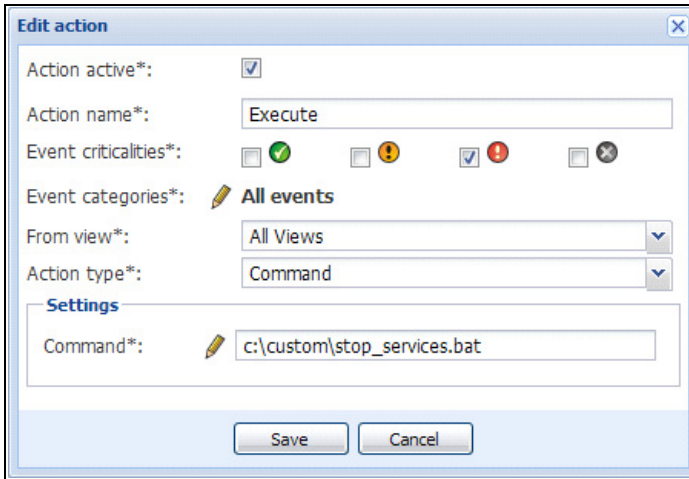 Edit action
Action active*:
Action name*: Execute
Event criticalities*:
Event categories*: All events
From view*: All Views
Action type*: Command
Settings
Command*: c:\custom\stop_services.bat
Save Cancel